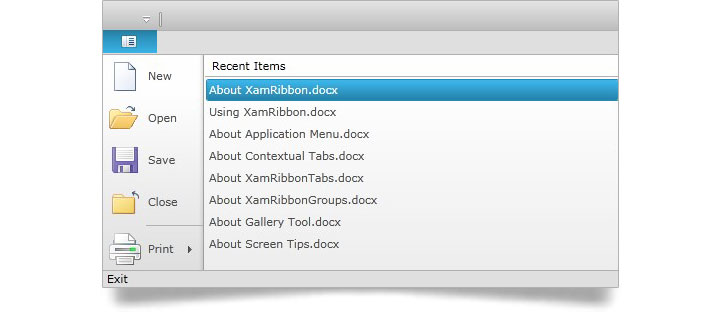 New
Open
Save
Close
Print
Recent Items
About XamRibbon.docx
Using XamRibbon.docx
About Application Menu.docx
About Contextual Tabs.docx
About XamRibbonTabs.docx
About XamRibbonGroups.docx
About Gallery Tool.docx
About Screen Tips.docx
Exit